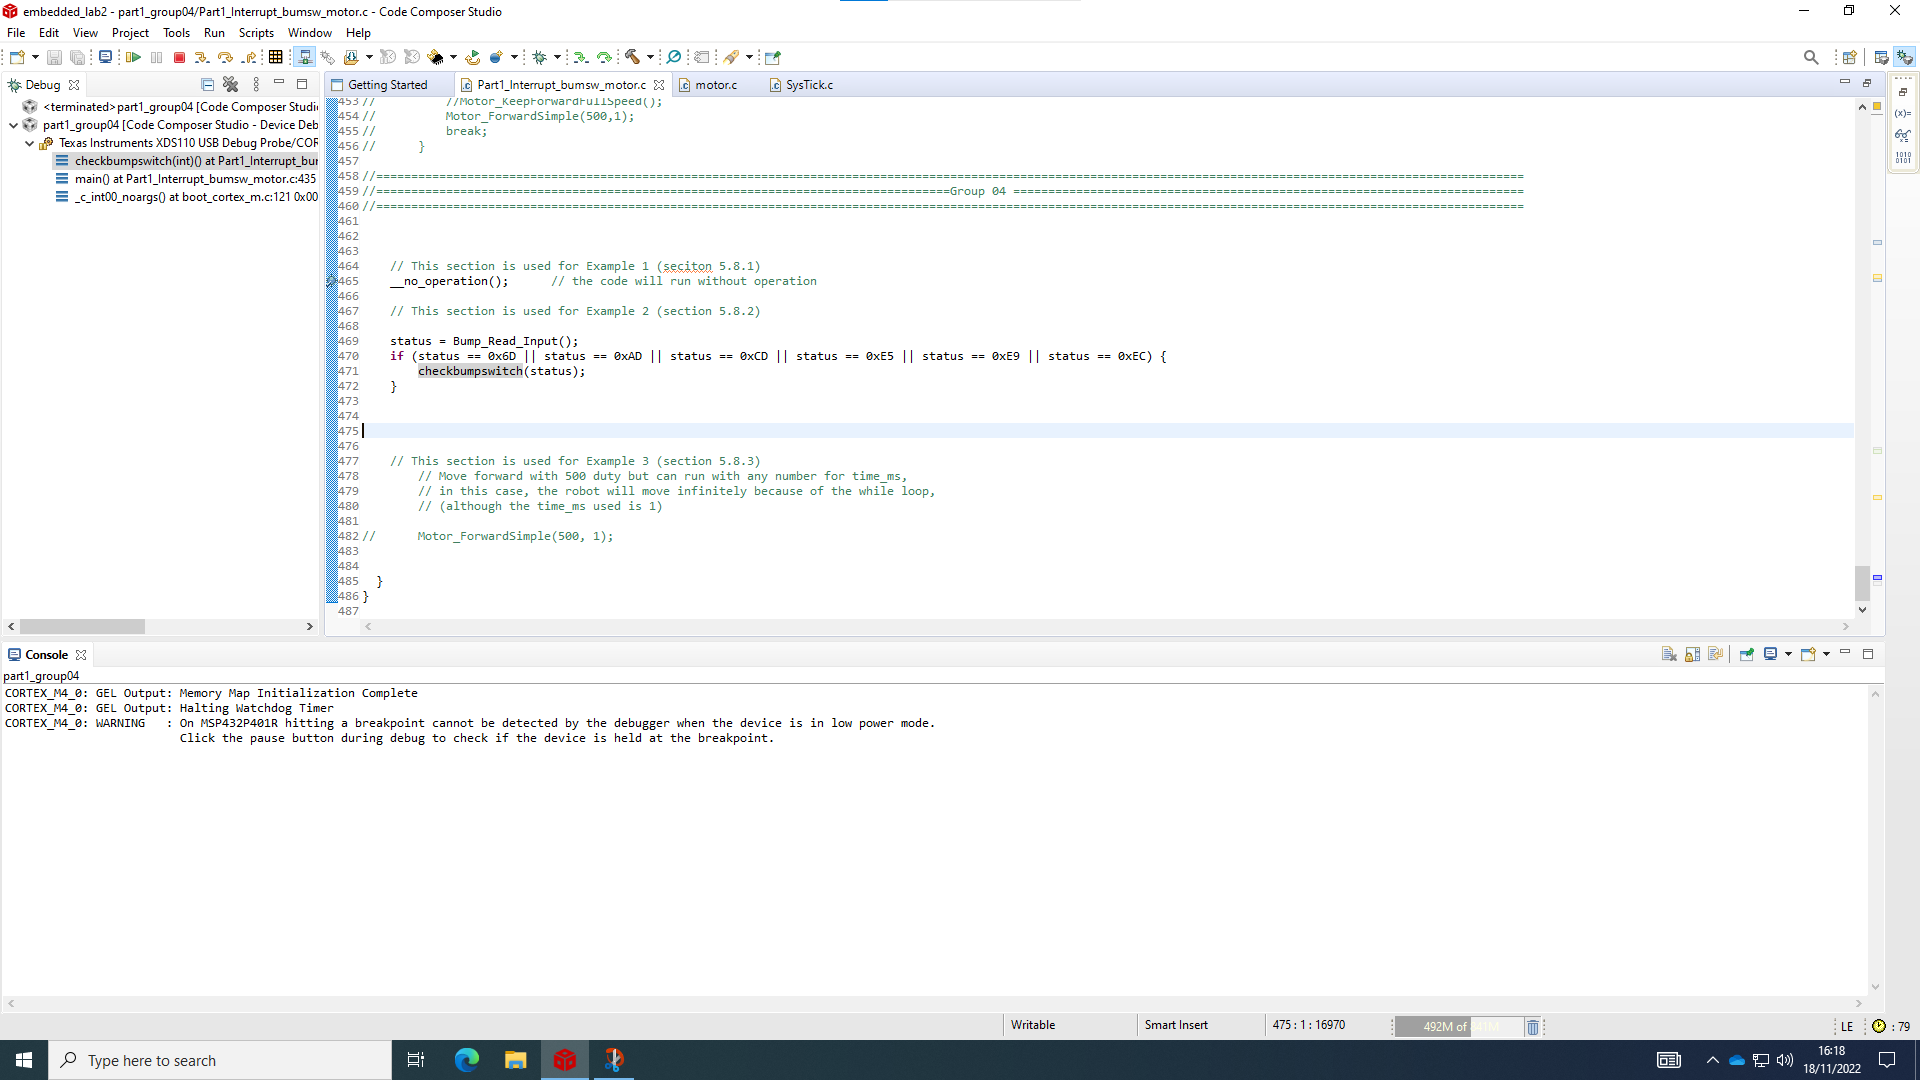 embedded_lab2 - part1_group04/Part1_Interrupt_bumsw_motor.c - Code Composer Studio
File Edit View Project Tools Run Scripts Window Help
Debug
<terminated> part1_group04 [Code Composer Studi
part1_group04 [Code Composer Studio - Device Deb
Texas Instruments XDS110 USB Debug Probe/COR
checkbumpswitch(int)() at Part1_Interrupt_bur
main() at Part1_Interrupt_bumsw_motor.c:435
_c_int00_noargs() at boot_cortex_m.c:121 0x00
Getting Started Part1_Interrupt_bumsw_motor.c motor.c SysTick.c
453 // //Motor_KeepForwardFullSpeed();
454 // Motor_ForwardSimple(500,1);
455 // break;
456 // }
457
458 //====================================================================================================================================================================
459 //==================================================================================Group 04 =========================================================================
460 //====================================================================================================================================================================
461
462
463
464 // This section is used for Example 1 (seciton 5.8.1)
465 __no_operation(); // the code will run without operation
466
467 // This section is used for Example 2 (section 5.8.2)
468
469 status = Bump_Read_Input();
470 if (status == 0x6D || status == 0xAD || status == 0xCD || status == 0xE5 || status == 0xE9 || status == 0xEC) {
471 checkbumpswitch(status);
472 }
473
474
475
476
477 // This section is used for Example 3 (section 5.8.3)
478 // Move forward with 500 duty but can run with any number for time_ms,
479 // in this case, the robot will move infinitely because of the while loop,
480 // (although the time_ms used is 1)
481
482 // Motor_ForwardSimple(500, 1);
483
484
485 }
486 }
487
(x)=
1010
0101
Console
part1_group04
CORTEX_M4_0: GEL Output: Memory Map Initialization Complete
CORTEX_M4_0: GEL Output: Halting Watchdog Timer
CORTEX_M4_0: WARNING : On MSP432P401R hitting a breakpoint cannot be detected by the debugger when the device is in low power mode.
Click the pause button during debug to check if the device is held at the breakpoint.
Writable Smart Insert 475 : 1 : 16970 492M of LE : 79
Type here to search
16:18
18/11/2022